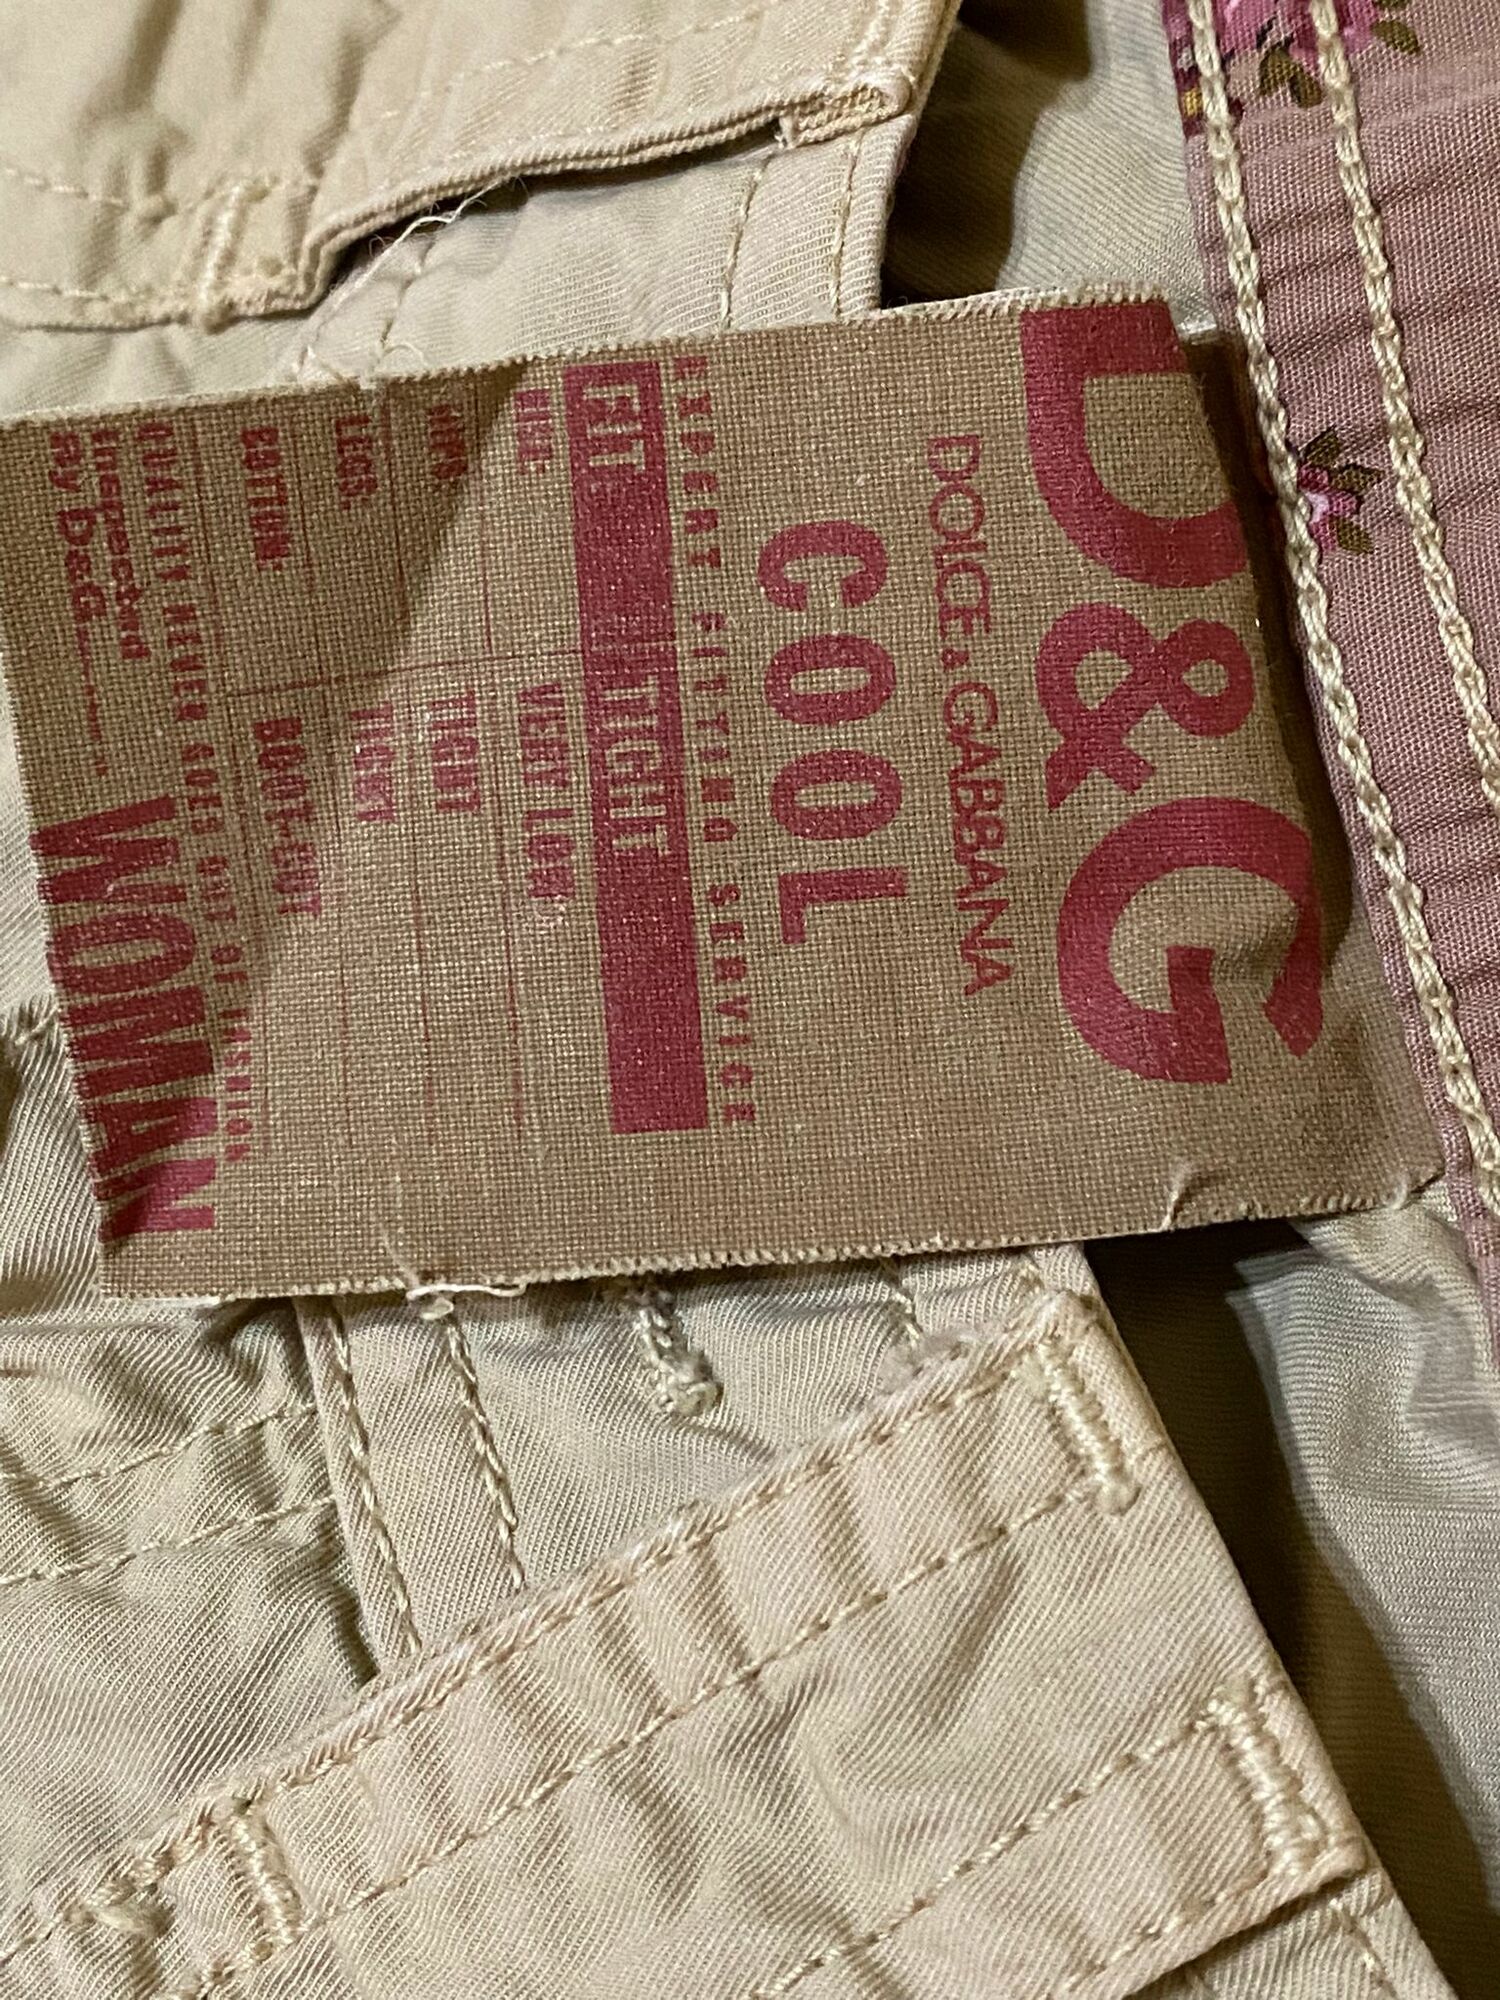 D&G
DOLCE & GABBANA
COOL
EXPERT FITTING SERVICE
FIT TIGHT
RISE- VERY LOW
HIPS. TIGHT
LEGS. TIGHT
BOTTOM- BOOT-CUT
QUALITY NEVER GOES OUT OF FASHION
Inspected
By D&G
WOMAN